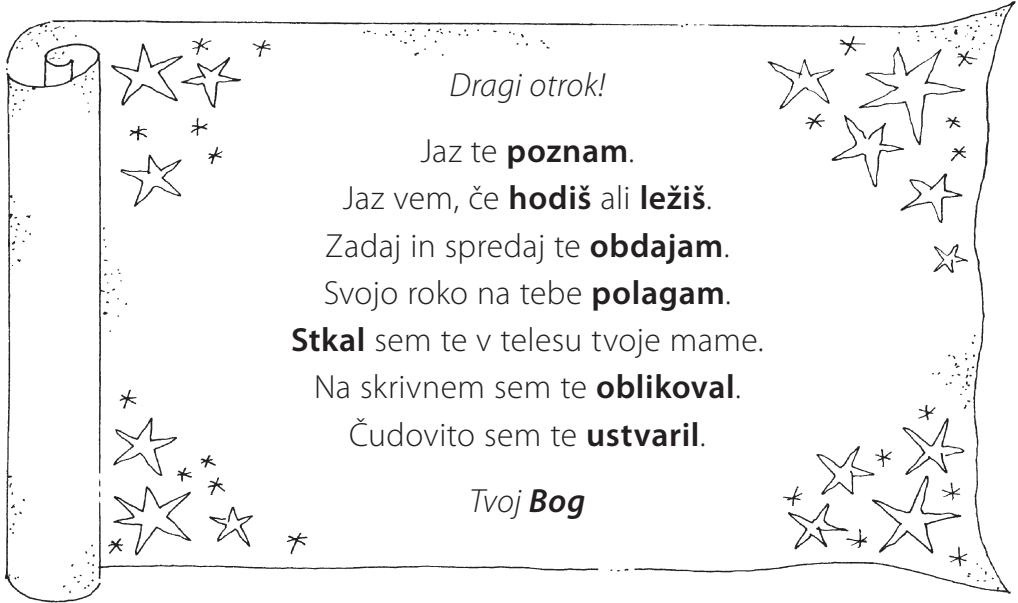 Dragi otrok!
Jaz te poznam.
Jaz vem, če hodiš ali ležiš.
Zadaj in spredaj te obdajam.
Svojo roko na tebe polagam.
Stkal sem te v telesu tvoje mame.
Na skrivnem sem te oblikoval.
Čudovito sem te ustvaril.
Tvoj Bog